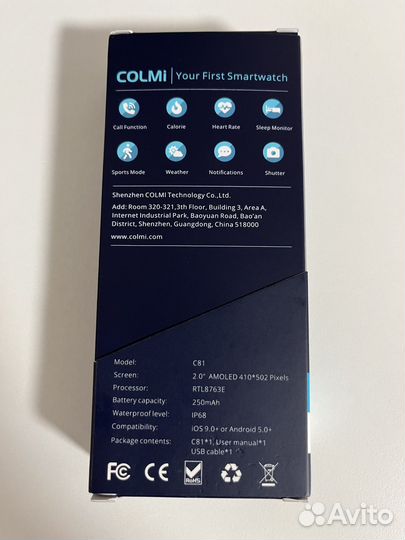 COLMi | Your First Smartwatch
Call Function Calorie Heart Rate Sleep Monitor
Sports Mode Weather Notifications Shutter
Shenzhen COLMI Technology Co., Ltd.
Add: Room 320-321,3th Floor, Building 3, Area A,
Internet Industrial Park, Baoyuan Road, Bao'an
District, Shenzhen, Guangdong, China 518000
www.colmi.com
Model: C81
Screen: 2.0" AMOLED 410*502 Pixels
Processor: RTL8763E
Battery capacity: 250mAh
Waterproof level: IP68
Compatibility: iOS 9.0+ or Android 5.0+
Package contents: C81*1, User manual*1
USB cable*1
FC CE RoHS
Avito